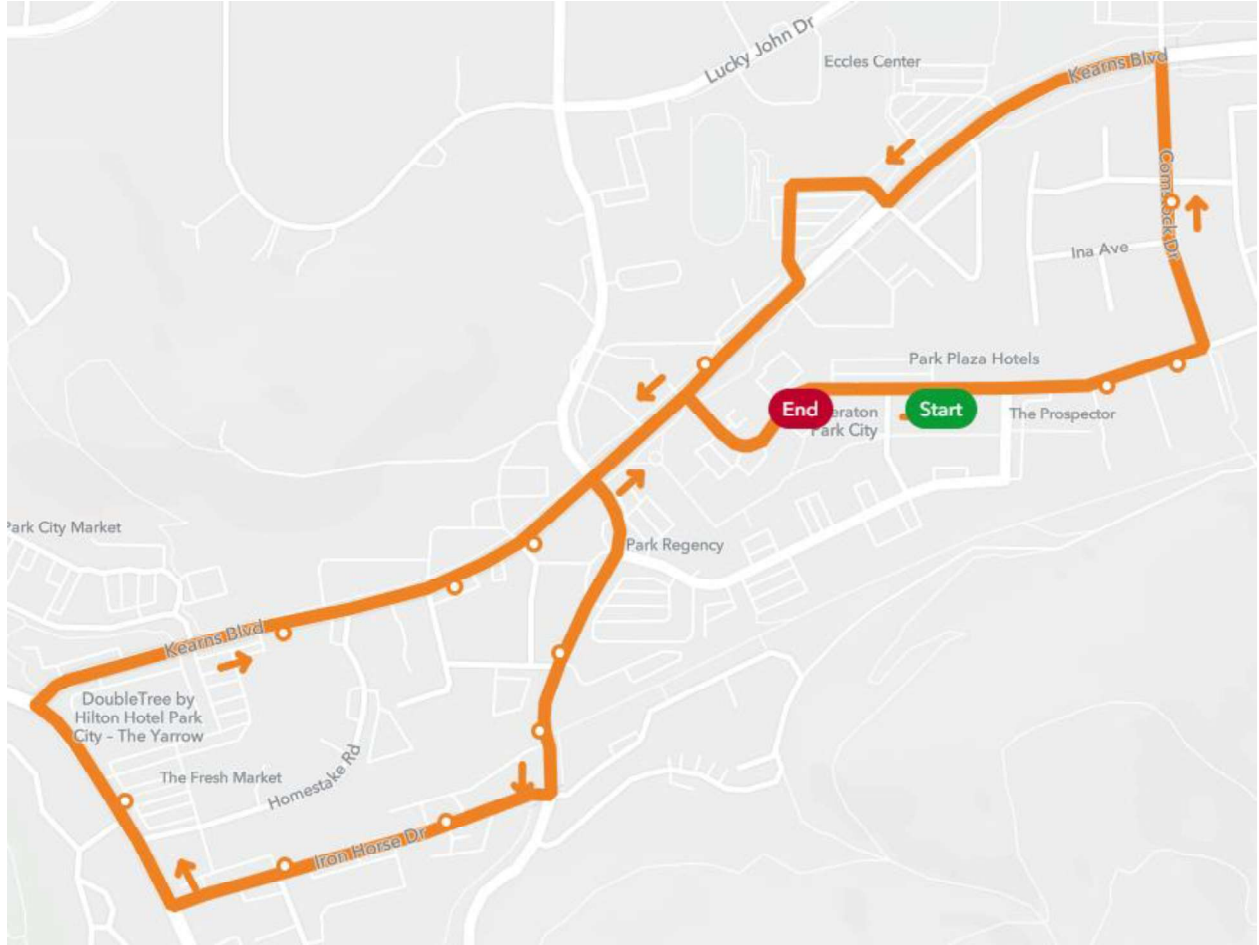 Lucky John Dr
Eccles Center
Kearns Blvd
Comstock Dr
Ina Ave
Park Plaza Hotels
End
eraton
Park City
Start
The Prospector
Park City Market
Park Regency
Kearns Blvd
DoubleTree by
Hilton Hotel Park
City - The Yarrow
The Fresh Market
Homestake Rd
Iron Horse Dr